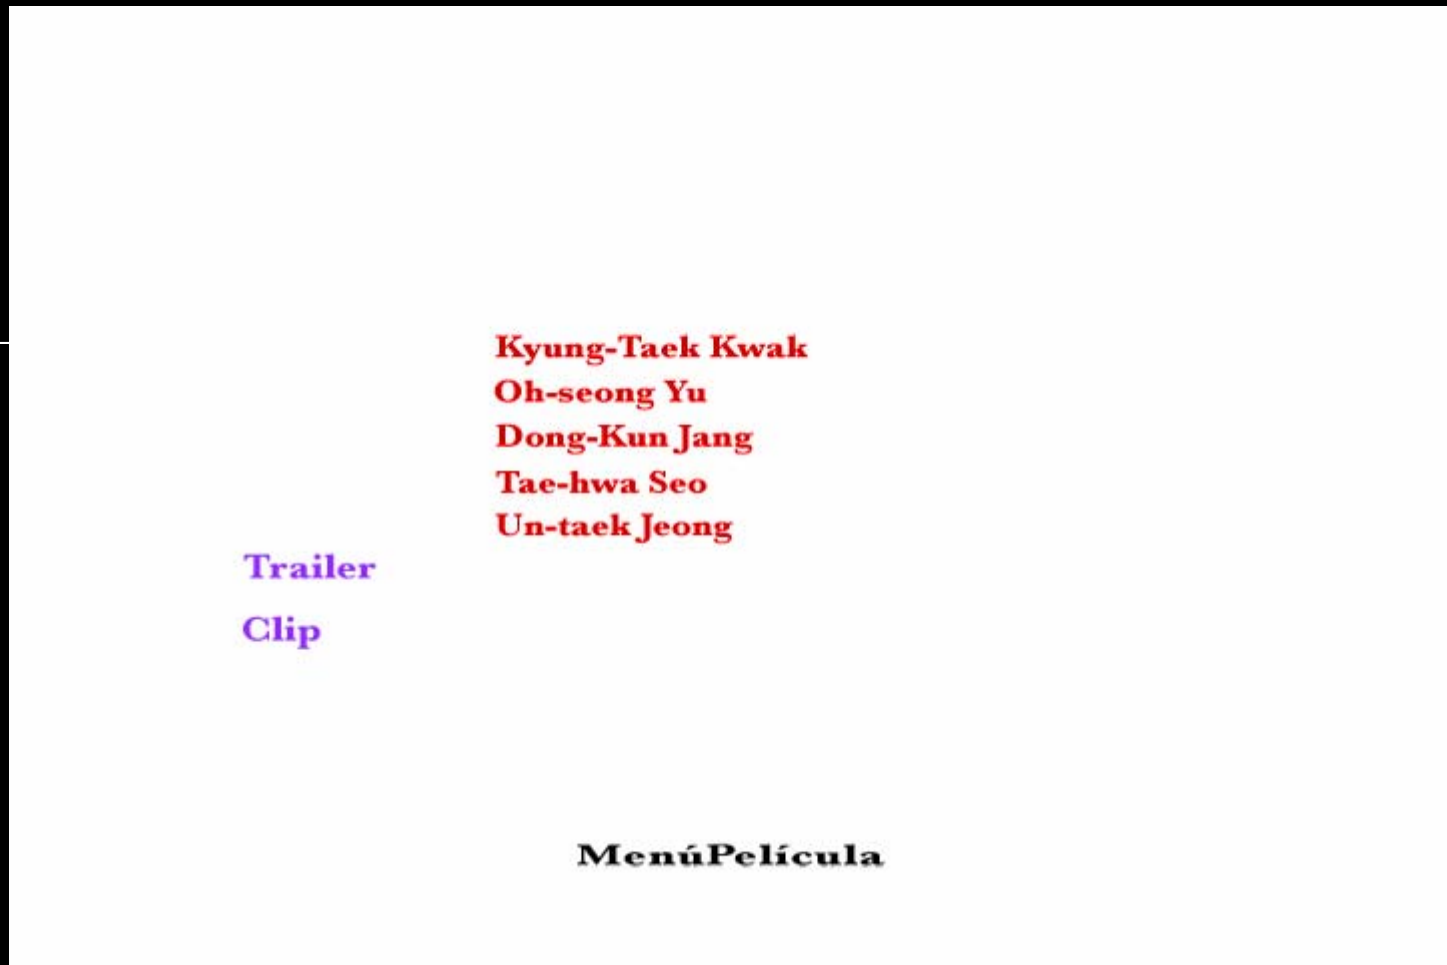 Kyung-Taek Kwak
Oh-seong Yu
Dong-Kun Jang
Tae-hwa Seo
Un-taek Jeong
Trailer
Clip
MenúPelícula